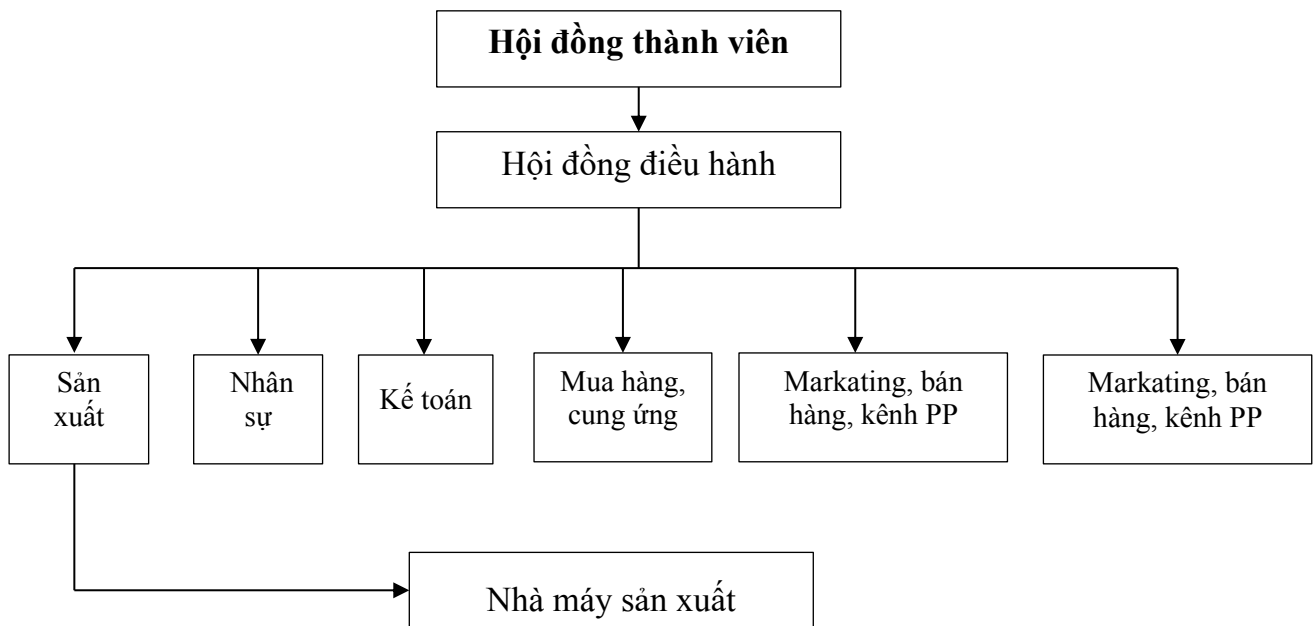 Hội đồng thành viên
Hội đồng điều hành
Sản
xuất
Nhân
sự
Kế toán
Mua hàng,
cung ứng
Markating, bán
hàng, kênh PP
Markating, bán
hàng, kênh PP
Nhà máy sản xuất